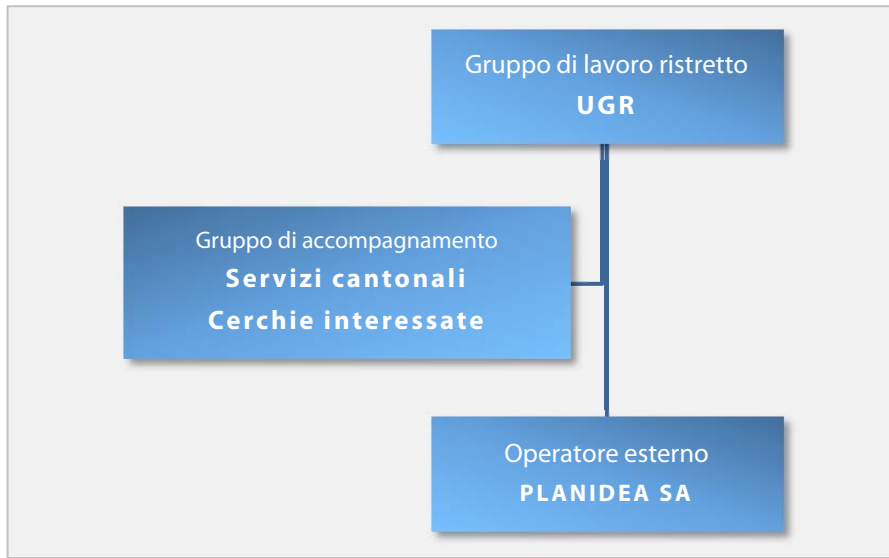 Gruppo di lavoro ristretto
UGR
Gruppo di accompagnamento
Servizi cantonali
Cerchie interessate
Operatore esterno
PLANIDEA SA